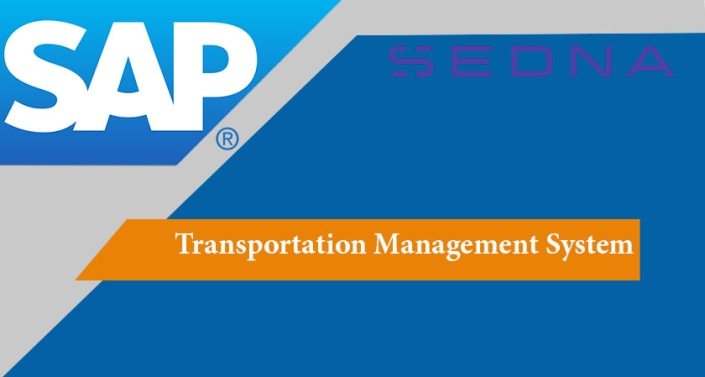 SAP
®
SEDNA
Transportation Management System